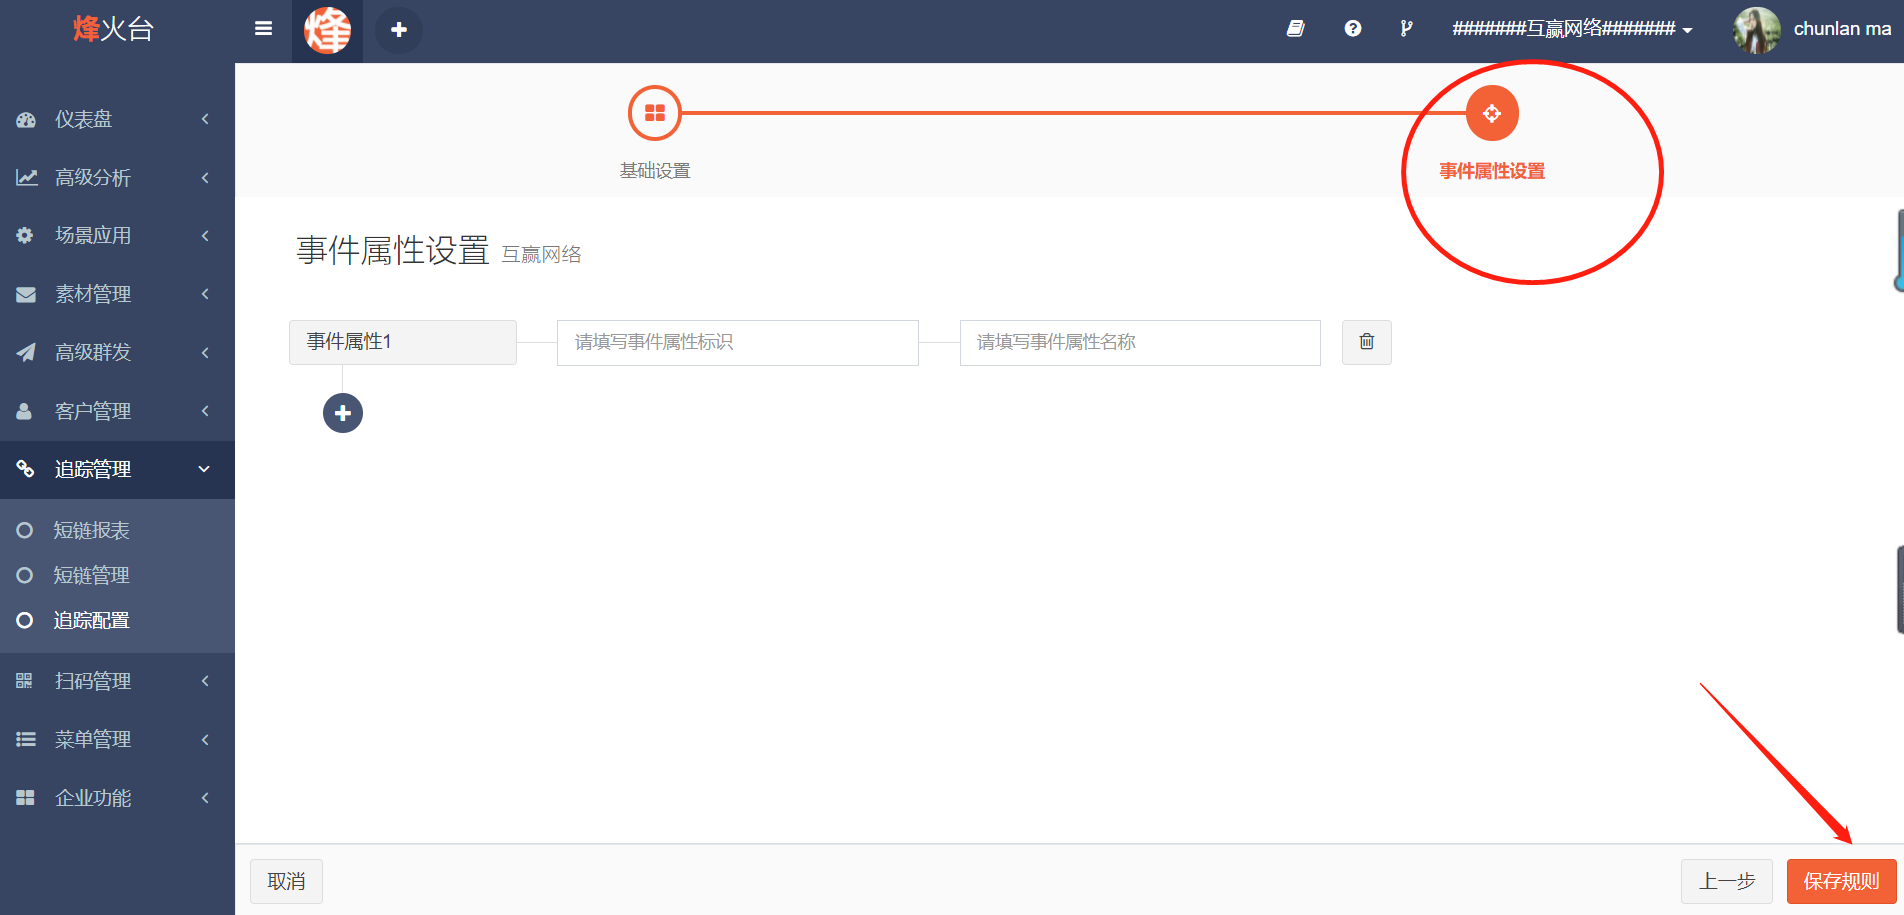 烽火台
烽
#######互赢网络#######
chunlan ma
仪表盘
高级分析
场景应用
素材管理
高级群发
客户管理
追踪管理
短链报表
短链管理
追踪配置
扫码管理
菜单管理
企业功能
基础设置
事件属性设置
事件属性设置 互赢网络
事件属性1
请填写事件属性标识
请填写事件属性名称
取消
上一步
保存规则